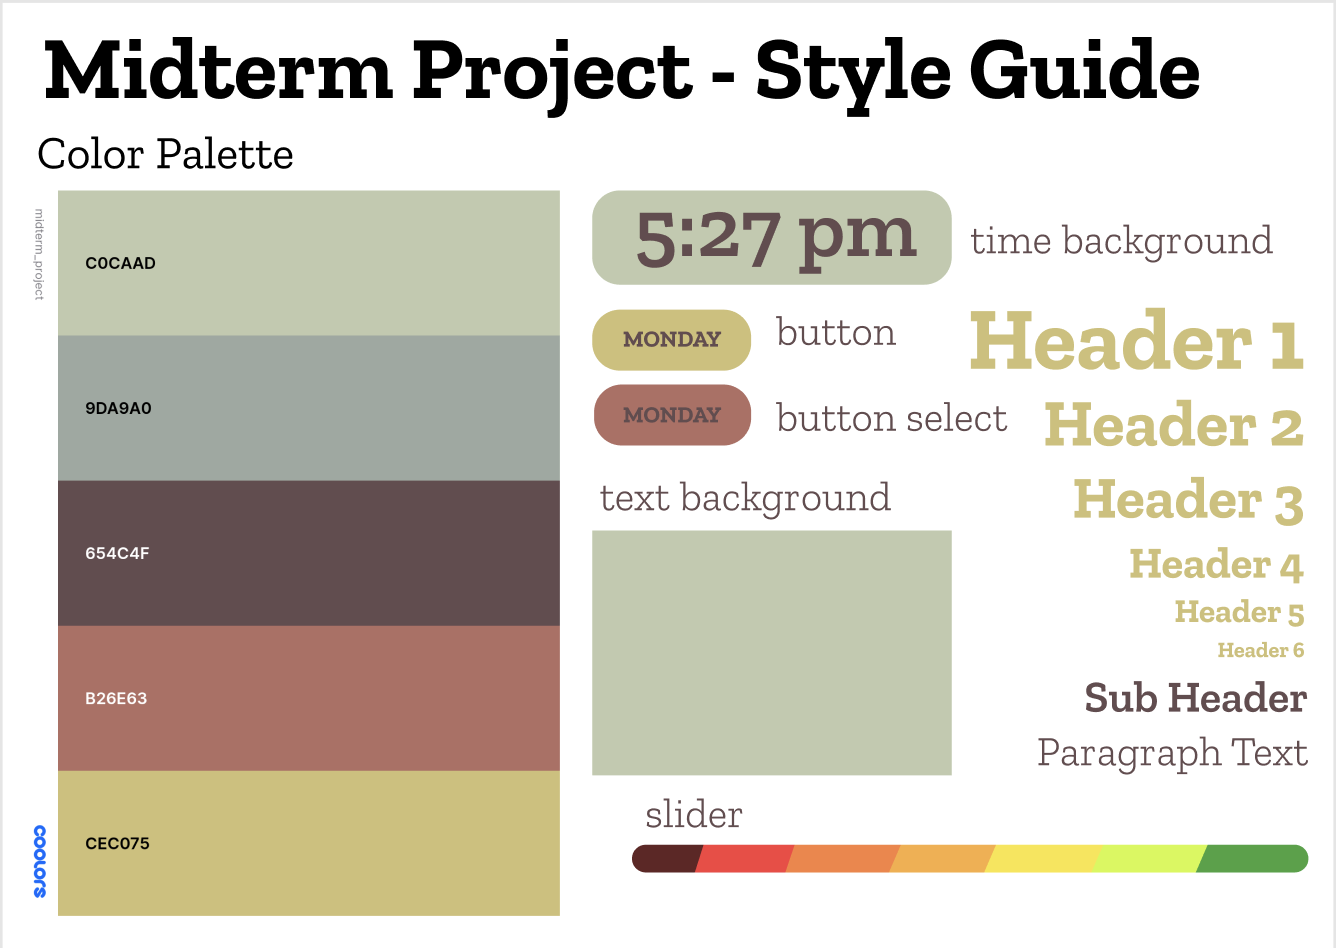 Midterm Project - Style Guide
Color Palette
midterm_project
C0CAAD
9DA9A0
654C4F
B26E63
CEC075
coolors
5:27 pm
time background
MONDAY
button
MONDAY
button select
text background
Header 1
Header 2
Header 3
Header 4
Header 5
Header 6
Sub Header
Paragraph Text
slider